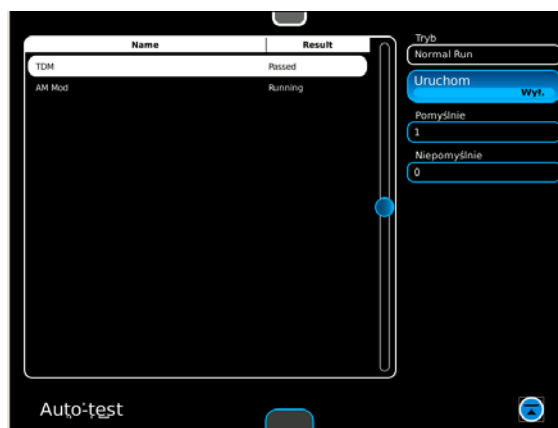 Name Result
TDM Passed
AM Mod Running
Tryb
Normal Run
Uruchom
Wył.
Pomyślnie
1
Niepomyślnie
0
Auto-test